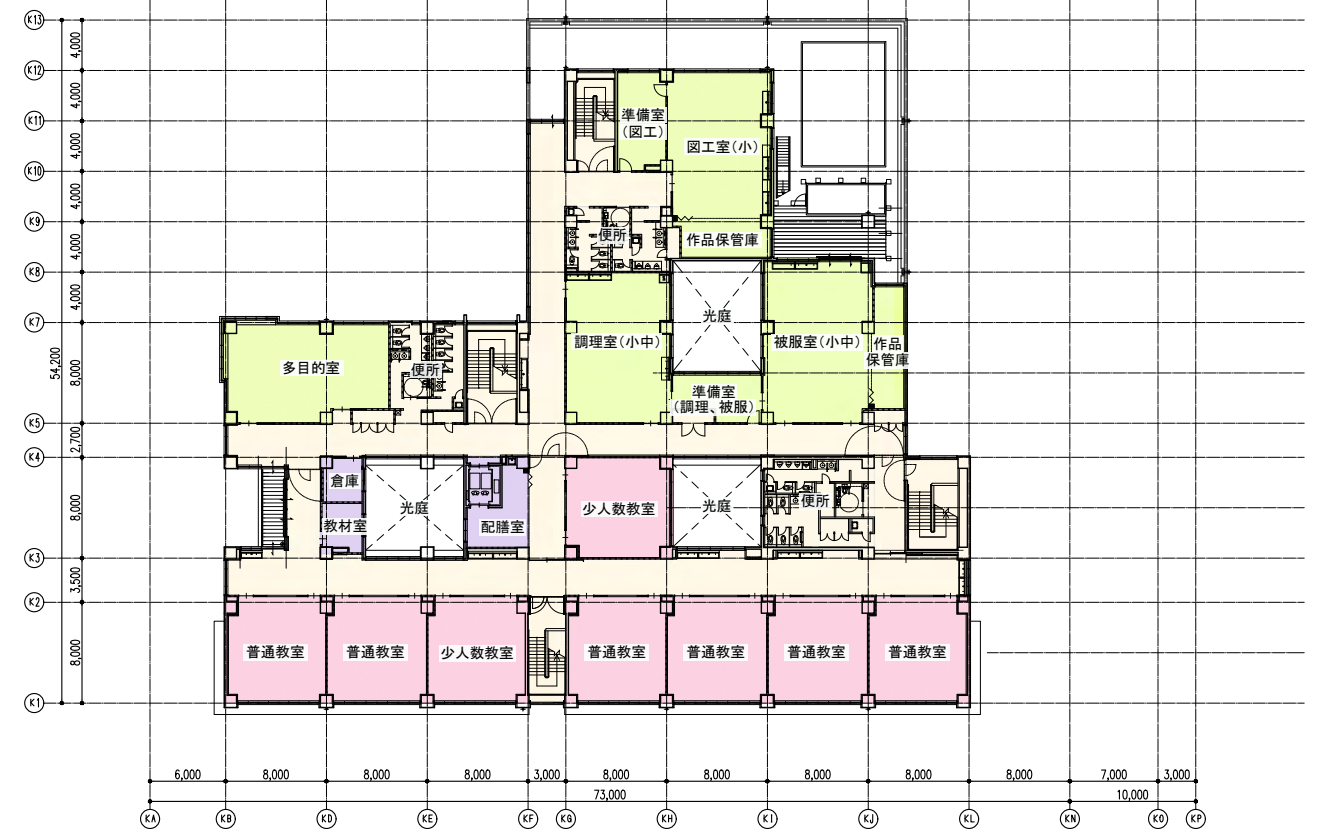 K13
4,000
K12
4,000
準備室
(図工)
図工室(小)
K11
4,000
K10
4,000
K9
便所
作品保管庫
4,000
K8
4,000
光庭
調理室(小中)
被服室(小中)
作品
保管庫
K7
54,200
8,000
多目的室
便所
準備室
(調理、被服)
K5
2,700
K4
8,000
倉庫
教材室
光庭
配膳室
少人数教室
光庭
便所
K3
3,500
K2
8,000
普通教室
普通教室
少人数教室
普通教室
普通教室
普通教室
普通教室
K1
6,000
8,000
8,000
8,000
3,000
8,000
8,000
8,000
8,000
8,000
7,000
3,000
73,000
10,000
KA
KB
KD
KE
KF
KG
KH
KI
KJ
KL
KN
KO
KP